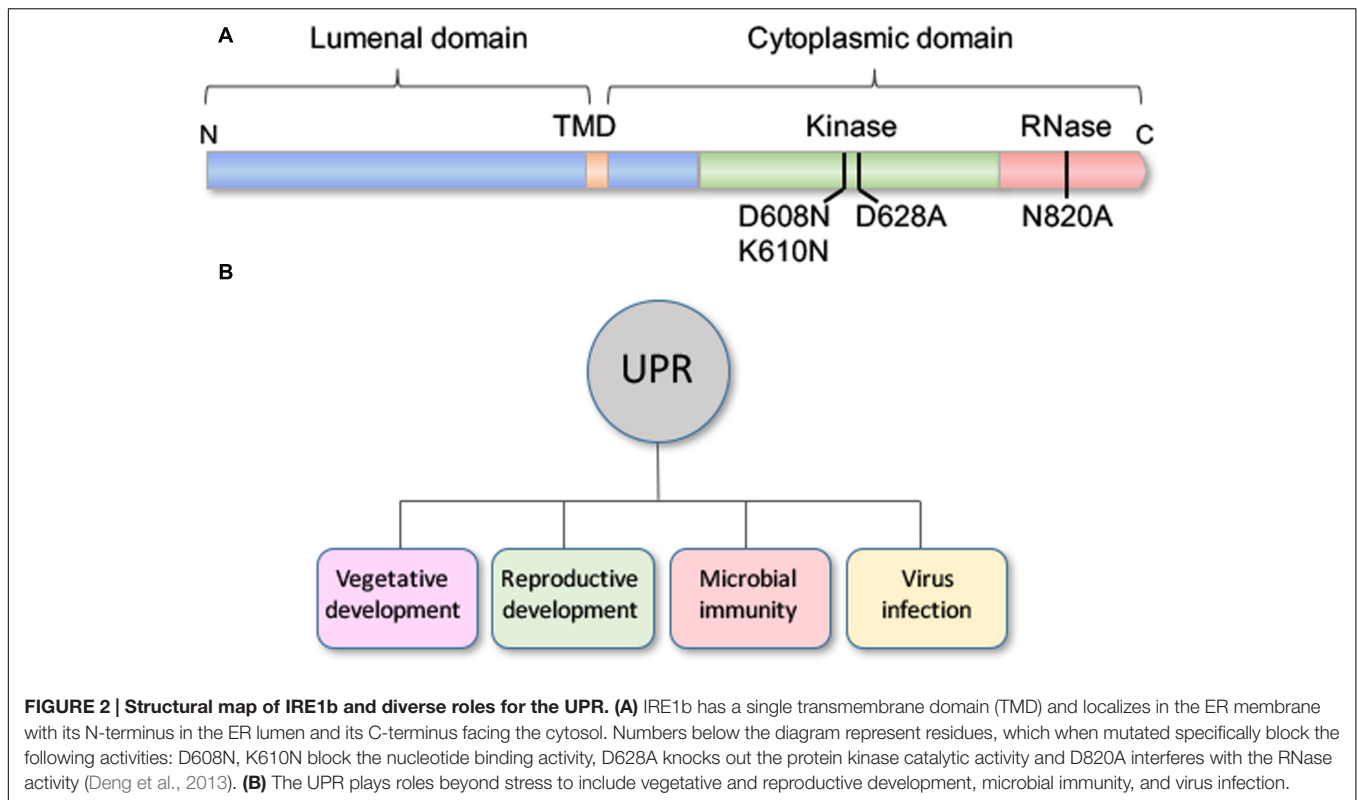 A
Lumenal domain
Cytoplasmic domain
N
TMD
Kinase
RNase
C
D608N
K610N
D628A
N820A
B
UPR
Vegetative
development
Reproductive
development
Microbial
immunity
Virus
infection
FIGURE 2 | Structural map of IRE1b and diverse roles for the UPR. (A) IRE1b has a single transmembrane domain (TMD) and localizes in the ER membrane
with its N-terminus in the ER lumen and its C-terminus facing the cytosol. Numbers below the diagram represent residues, which when mutated specifically block the
following activities: D608N, K610N block the nucleotide binding activity, D628A knocks out the protein kinase catalytic activity and D820A interferes with the RNase
activity (Deng et al., 2013). (B) The UPR plays roles beyond stress to include vegetative and reproductive development, microbial immunity, and virus infection.